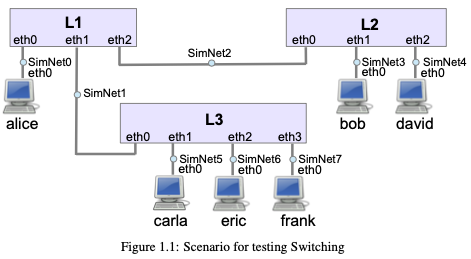 L1
eth0 eth1 eth2
L2
eth0 eth1 eth2
SimNet0
eth0
SimNet2
SimNet3
eth0
SimNet4
eth0
alice
SimNet1
bob
david
L3
eth0 eth1 eth2 eth3
SimNet5
eth0
SimNet6
eth0
SimNet7
eth0
carla
eric
frank
Figure 1.1: Scenario for testing Switching